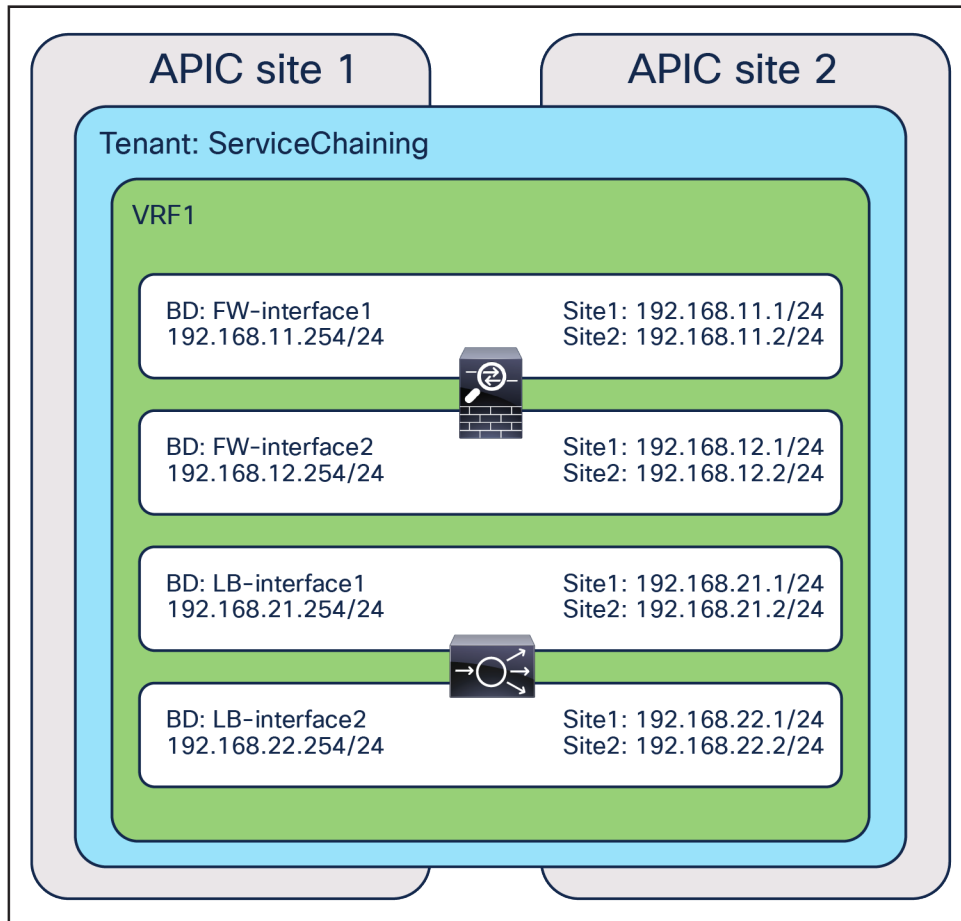 APIC site 1
APIC site 2
Tenant: ServiceChaining
VRF1
BD: FW-interface1
192.168.11.254/24
Site1: 192.168.11.1/24
Site2: 192.168.11.2/24
BD: FW-interface2
192.168.12.254/24
Site1: 192.168.12.1/24
Site2: 192.168.12.2/24
BD: LB-interface1
192.168.21.254/24
Site1: 192.168.21.1/24
Site2: 192.168.21.2/24
BD: LB-interface2
192.168.22.254/24
Site1: 192.168.22.1/24
Site2: 192.168.22.2/24